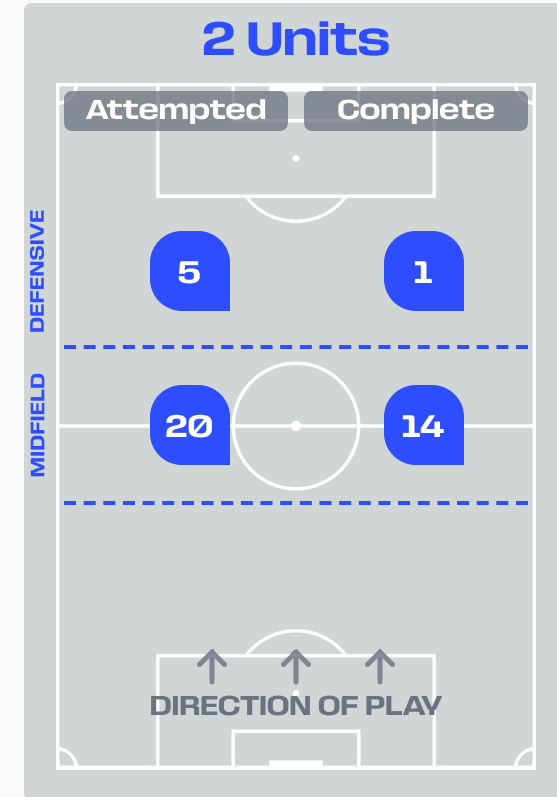 2 Units
Attempted Complete
DEFENSIVE
5 1
MIDFIELD
20 14
DIRECTION OF PLAY